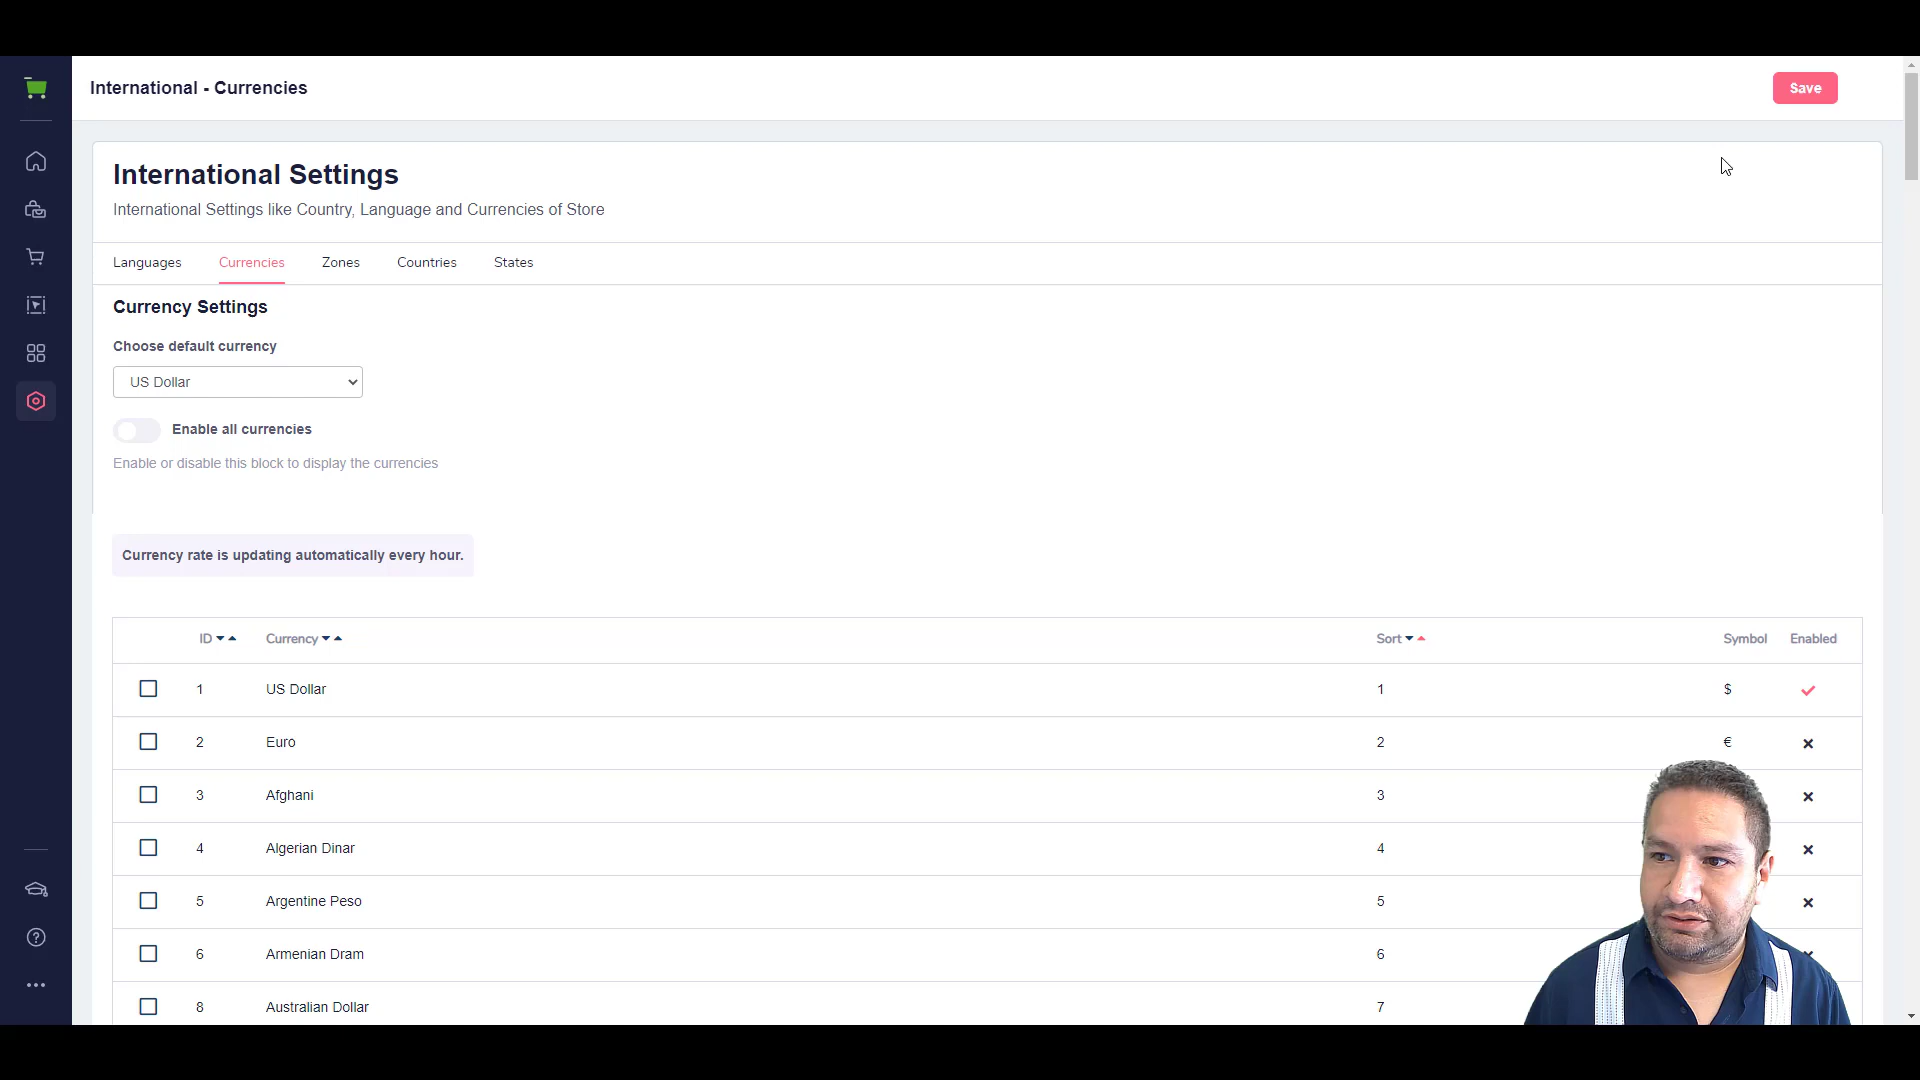 International - Currencies
Save
International Settings
International Settings like Country, Language and Currencies of Store
Languages Currencies Zones Countries States
Currency Settings
Choose default currency
US Dollar
Enable all currencies
Enable or disable this block to display the currencies
Currency rate is updating automatically every hour.
ID Currency Sort Symbol Enabled
1 US Dollar 1 $
2 Euro 2 €
3 Afghani 3
4 Algerian Dinar 4
5 Argentine Peso 5
6 Armenian Dram 6
8 Australian Dollar 7